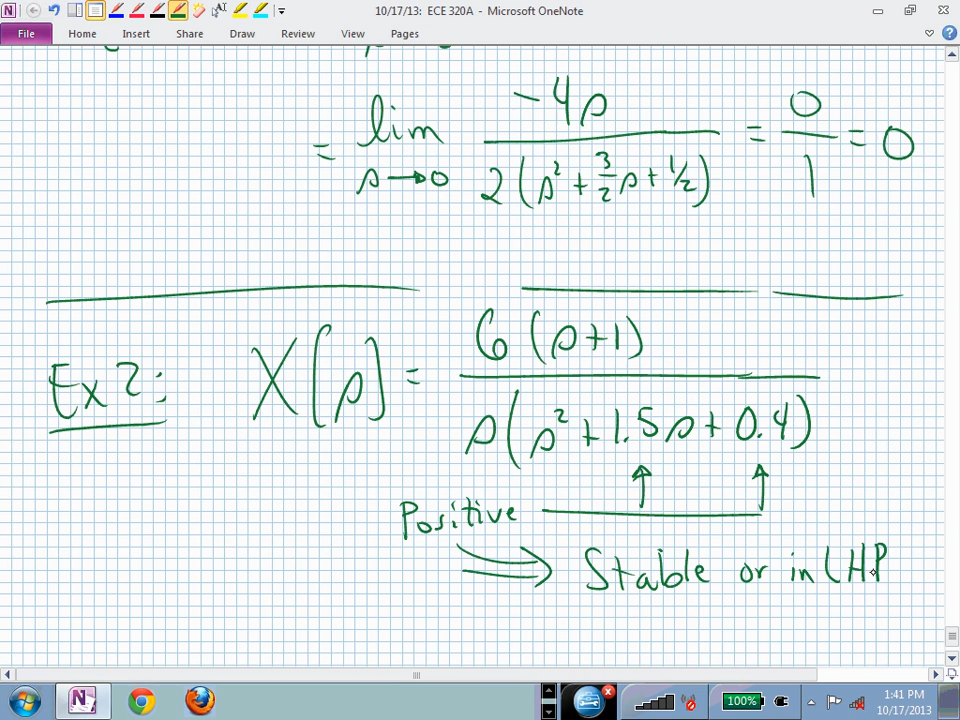 10/17/13: ECE 320A - Microsoft OneNote
File Home Insert Share Draw Review View Pages
= lim s→0 -4s / 2(s² + 3/2 s + 1/2) = 0/1 = 0
Ex 2: X(s) = 6(s+1) / s(s² + 1.5s + 0.4)
Positive
⇒ Stable or in LHP
100%
1:41 PM
10/17/2013